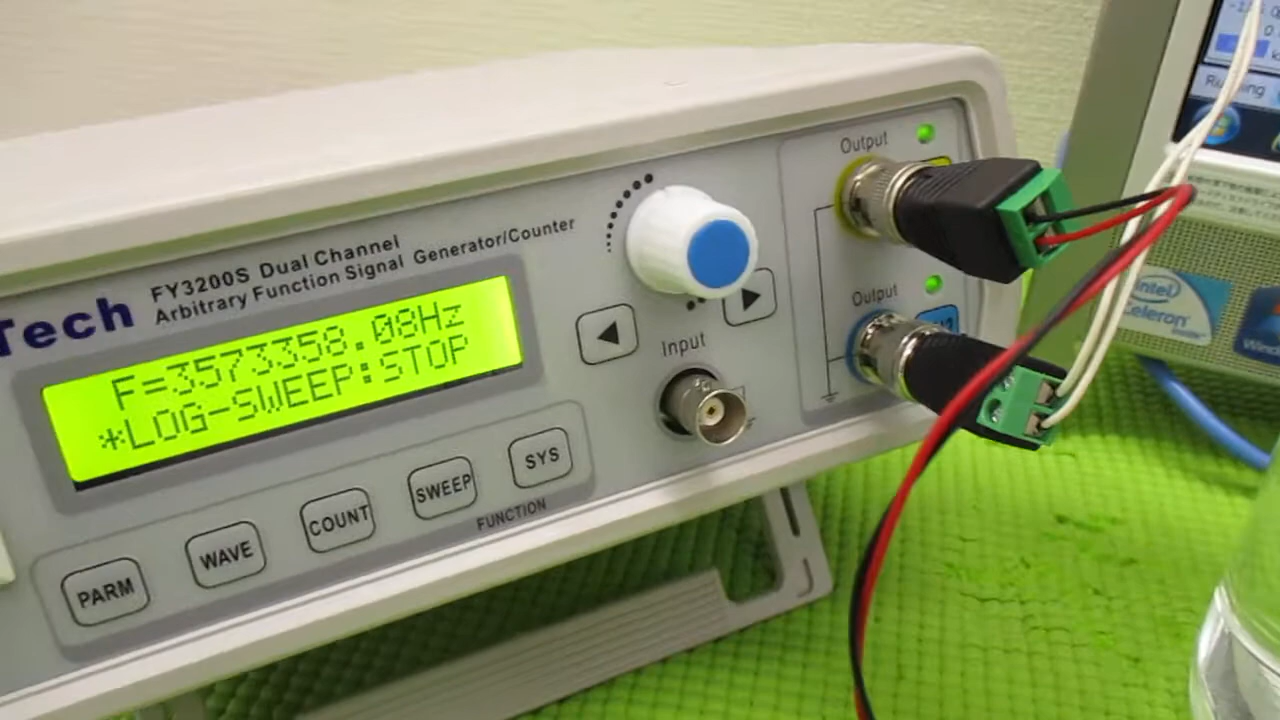 Tech
FY3200S Dual Channel
Arbitrary Function Signal Generator/Counter
F=3573358.08Hz
*LOG-SWEEP:STOP
PARM
WAVE
COUNT
SWEEP
SYS
FUNCTION
Input
Output
Output
intel
Celeron
inside